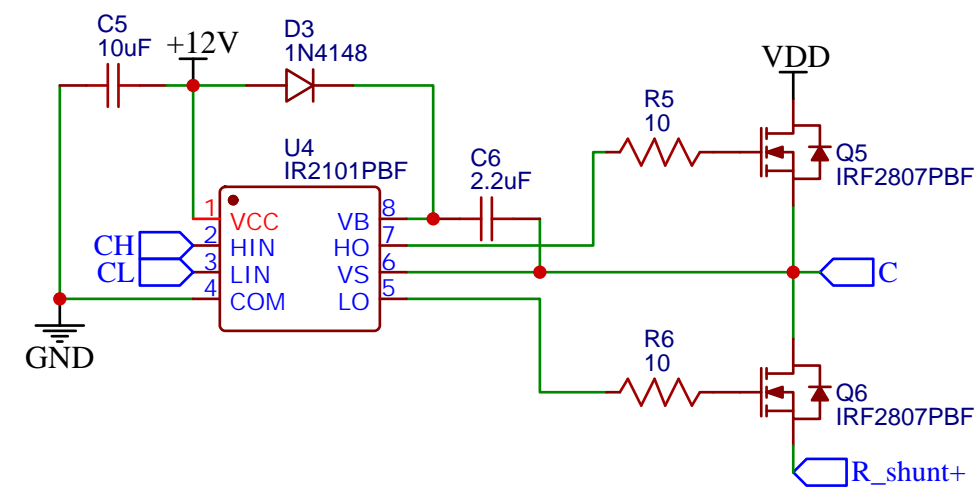 C5
10uF
+12V
D3
1N4148
VDD
R5
10
Q5
IRF2807PBF
U4
IR2101PBF
C6
2.2uF
1 VCC VB 8
CH 2 HIN HO 7
CL 3 LIN VS 6
4 COM LO 5
C
GND
R6
10
Q6
IRF2807PBF
R_shunt+